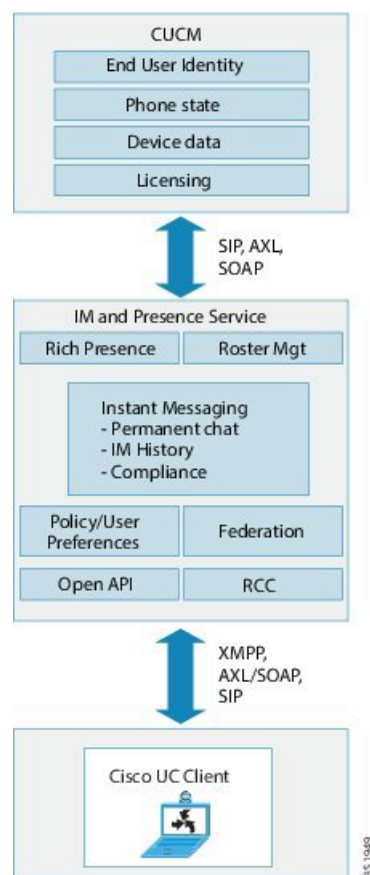 CUCM
End User Identity
Phone state
Device data
Licensing
SIP, AXL,
SOAP
IM and Presence Service
Rich Presence
Roster Mgt
Instant Messaging
- Permanent chat
- IM History
- Compliance
Policy/User
Preferences
Federation
Open API
RCC
XMPP,
AXL/SOAP,
SIP
Cisco UC Client
351949